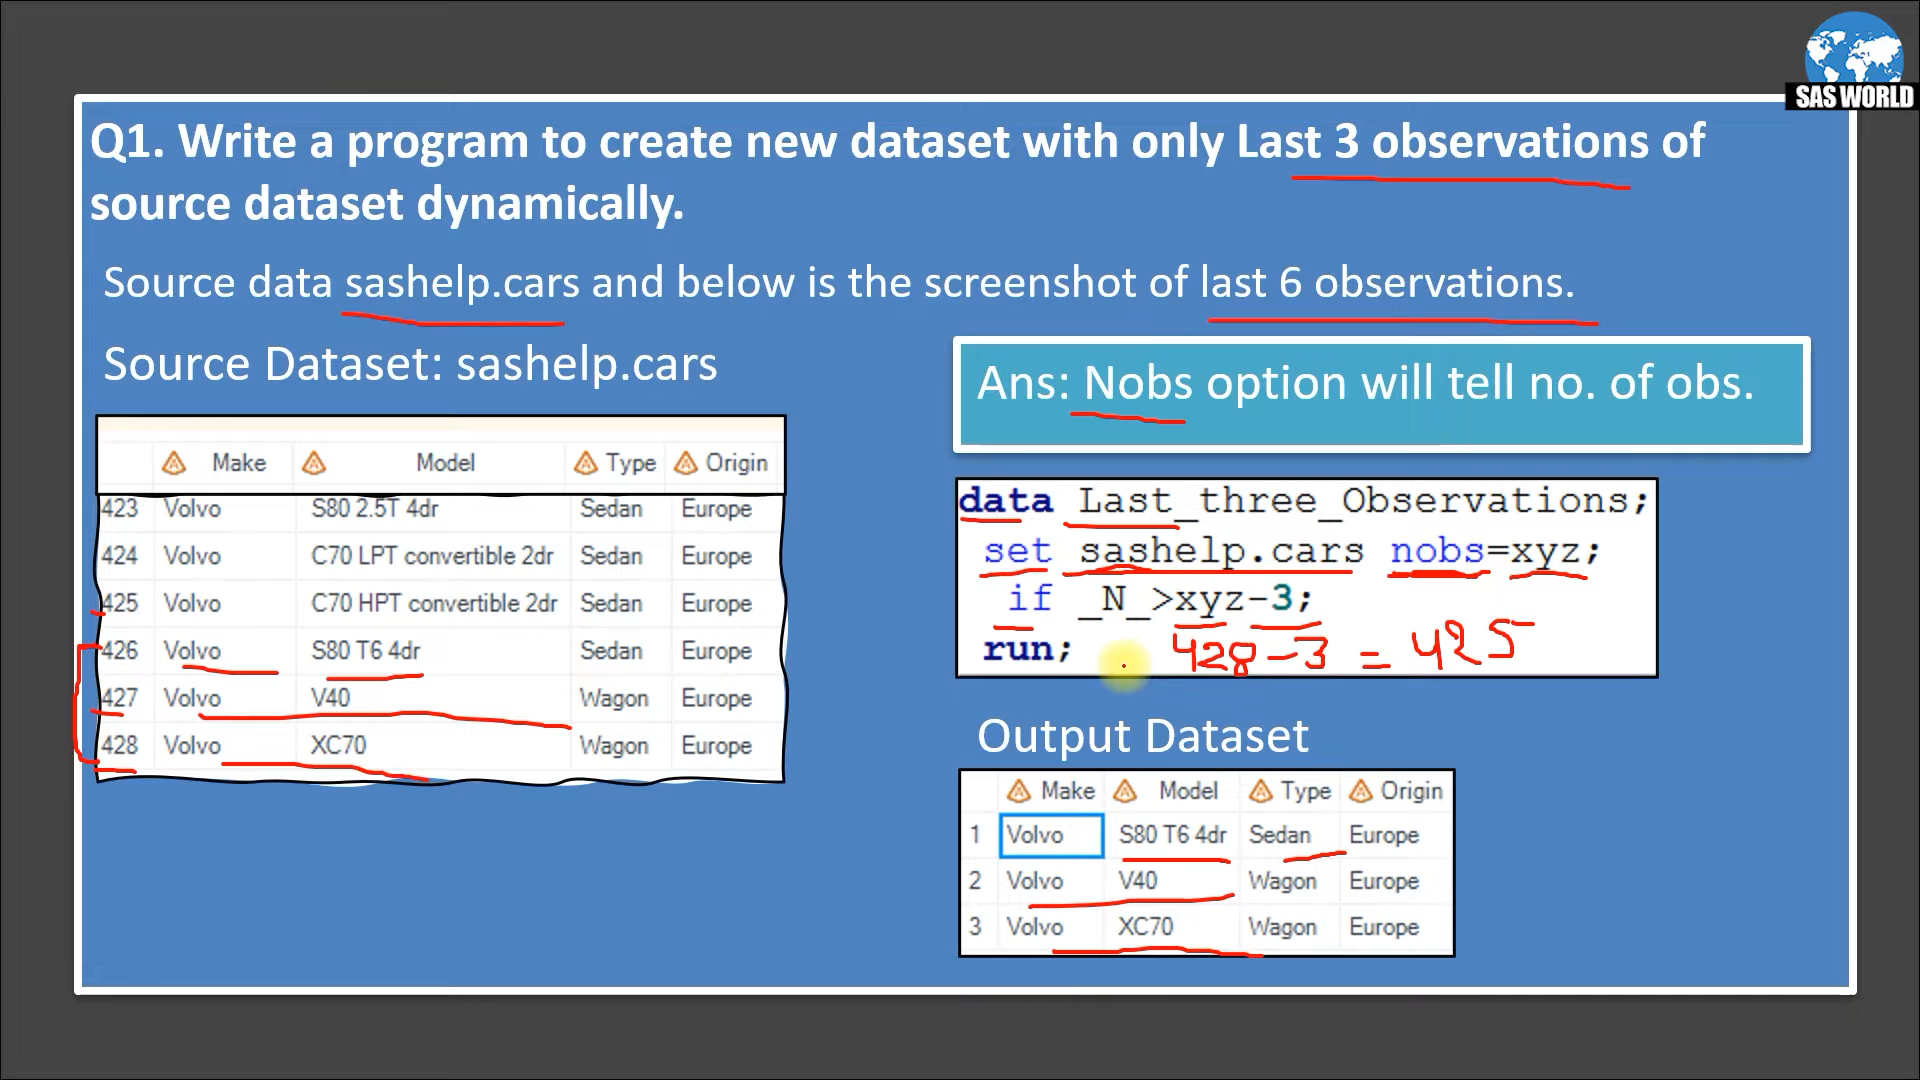 SAS WORLD
Q1. Write a program to create new dataset with only Last 3 observations of
source dataset dynamically.
Source data sashelp.cars and below is the screenshot of last 6 observations.
Source Dataset: sashelp.cars
Make Model Type Origin
423 Volvo S80 2.5T 4dr Sedan Europe
424 Volvo C70 LPT convertible 2dr Sedan Europe
425 Volvo C70 HPT convertible 2dr Sedan Europe
426 Volvo S80 T6 4dr Sedan Europe
427 Volvo V40 Wagon Europe
428 Volvo XC70 Wagon Europe
Ans: Nobs option will tell no. of obs.
data Last_three_Observations;
set sashelp.cars nobs=xyz;
if _N_>xyz-3;
run;
428-3 = 425
Output Dataset
Make Model Type Origin
1 Volvo S80 T6 4dr Sedan Europe
2 Volvo V40 Wagon Europe
3 Volvo XC70 Wagon Europe